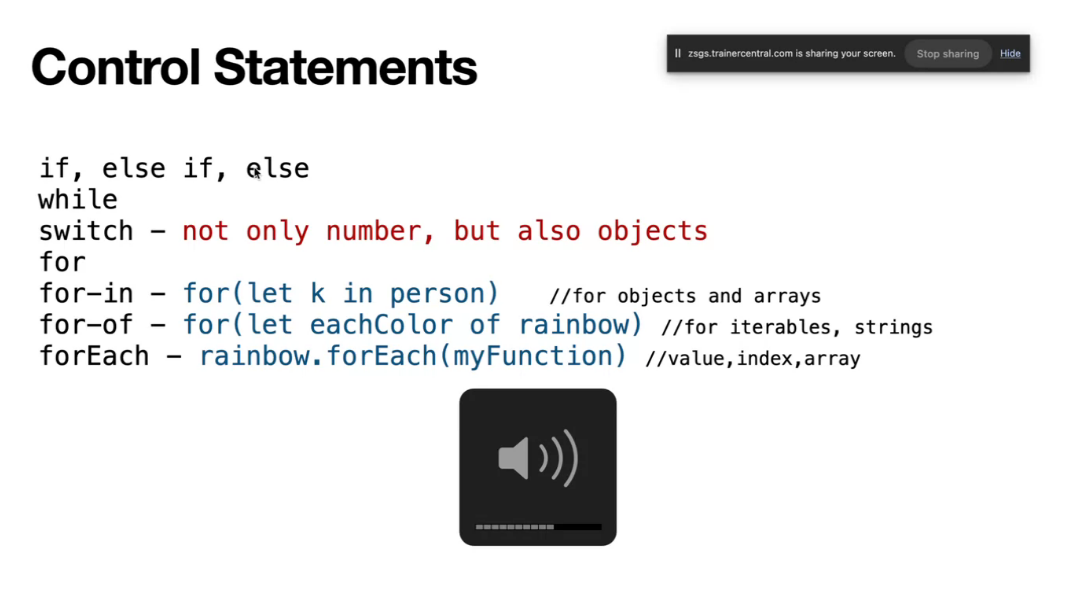 Control Statements
zsgs.trainercentral.com is sharing your screen. Stop sharing Hide
if, else if, else
while
switch – not only number, but also objects
for
for-in – for(let k in person) //for objects and arrays
for-of – for(let eachColor of rainbow) //for iterables, strings
forEach – rainbow.forEach(myFunction) //value,index,array